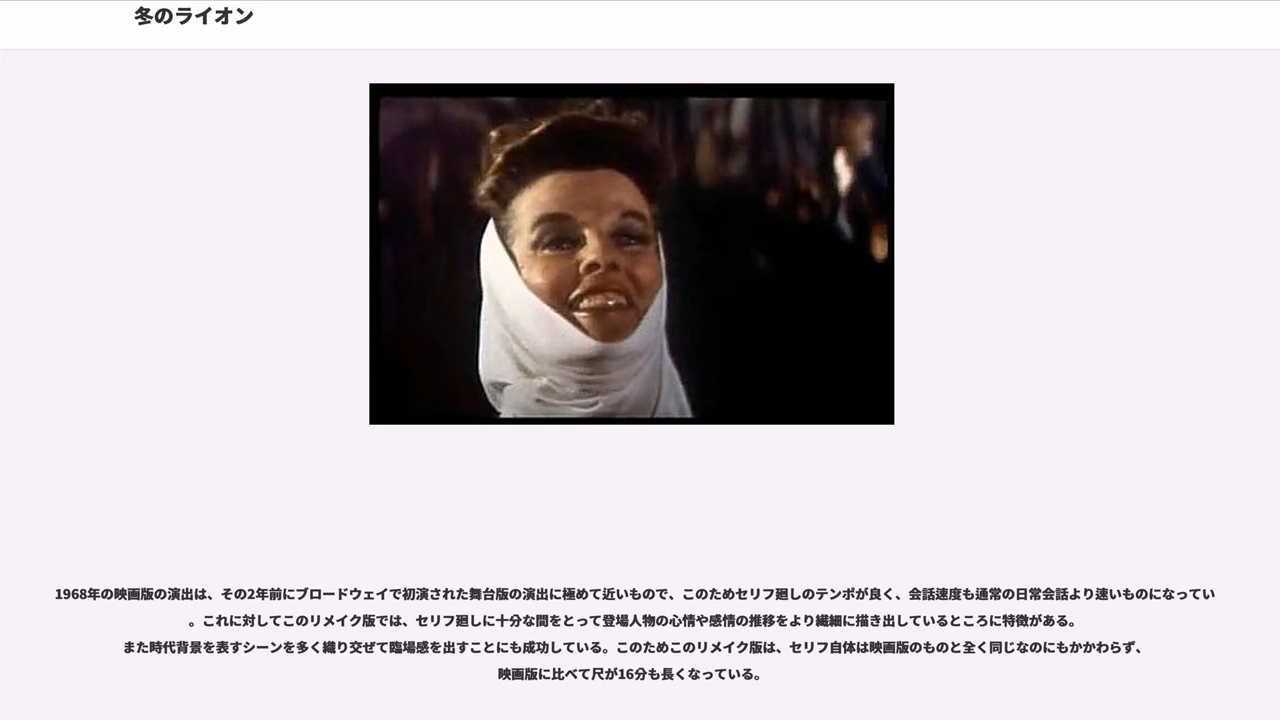 冬のライオン
1968年の映画版の演出は、その2年前にブロードウェイで初演された舞台版の演出に極めて近いもので、このためセリフ廻しのテンポが良く、会話速度も通常の日常会話より速いものになってい
。これに対してこのリメイク版では、セリフ廻しに十分な間をとって登場人物の心情や感情の推移をより繊細に描き出しているところに特徴がある。
また時代背景を表すシーンを多く織り交ぜて臨場感を出すことにも成功している。このためこのリメイク版は、セリフ自体は映画版のものと全く同じなのにもかかわらず、
映画版に比べて尺が16分も長くなっている。